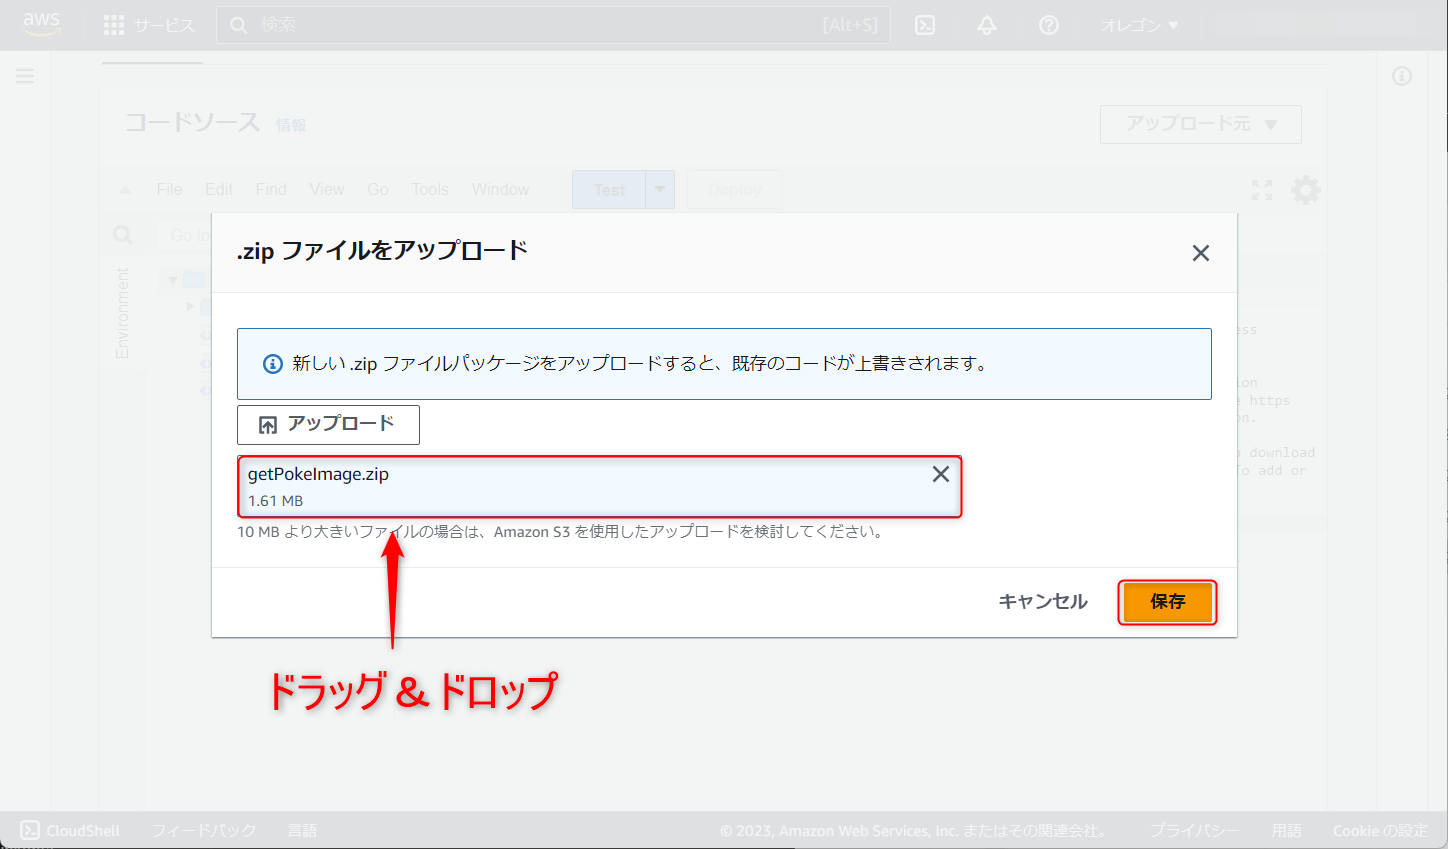 aws
サービス
検索
[Alt+S]
オレゴン
コードソース 情報
アップロード元
File Edit Find View Go Tools Window
Test
Deploy
Go to
Environment
.zip ファイルをアップロード
新しい .zip ファイルパッケージをアップロードすると、既存のコードが上書きされます。
アップロード
getPokeImage.zip
1.61 MB
10 MB より大きいファイルの場合は、Amazon S3 を使用したアップロードを検討してください。
キャンセル
保存
ドラッグ & ドロップ
https
download
To add or
CloudShell
フィードバック
言語
© 2023, Amazon Web Services, Inc. またはその関連会社。
プライバシー
用語
Cookie の設定